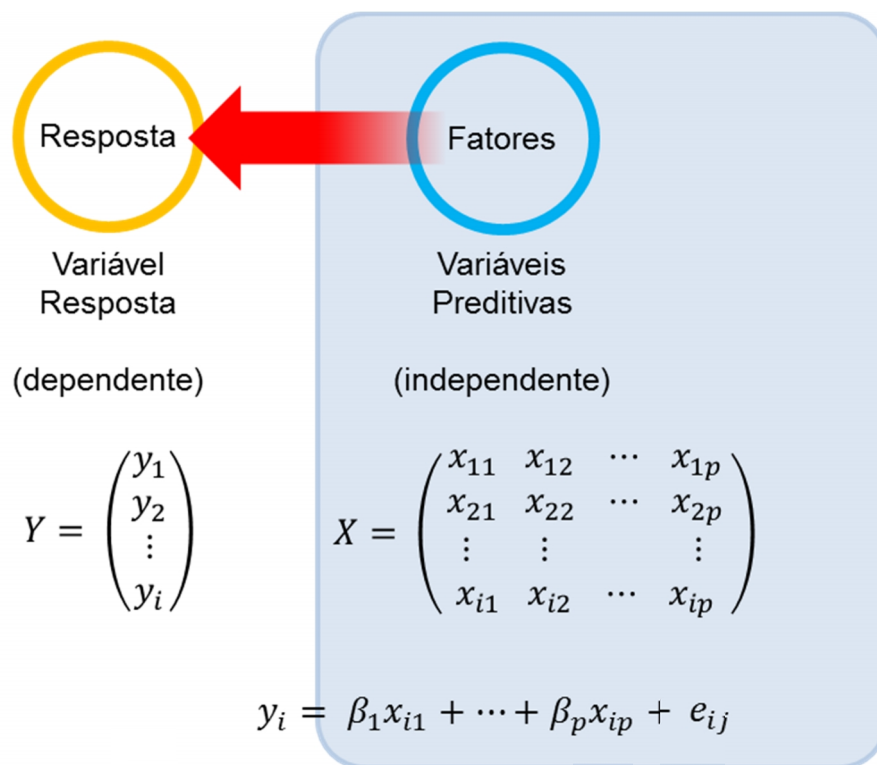 Resposta
Fatores
Variável
Resposta
Variáveis
Preditivas
(dependente)
(independente)
Y = (y₁ y₂ ⋮ yᵢ)
X = (x₁₁ x₁₂ ⋯ x₁ₚ
x₂₁ x₂₂ ⋯ x₂ₚ
⋮ ⋮ ⋮
xᵢ₁ xᵢ₂ ⋯ xᵢₚ)
yᵢ = β₁xᵢ₁ + ⋯ + βₚxᵢₚ + eᵢⱼ